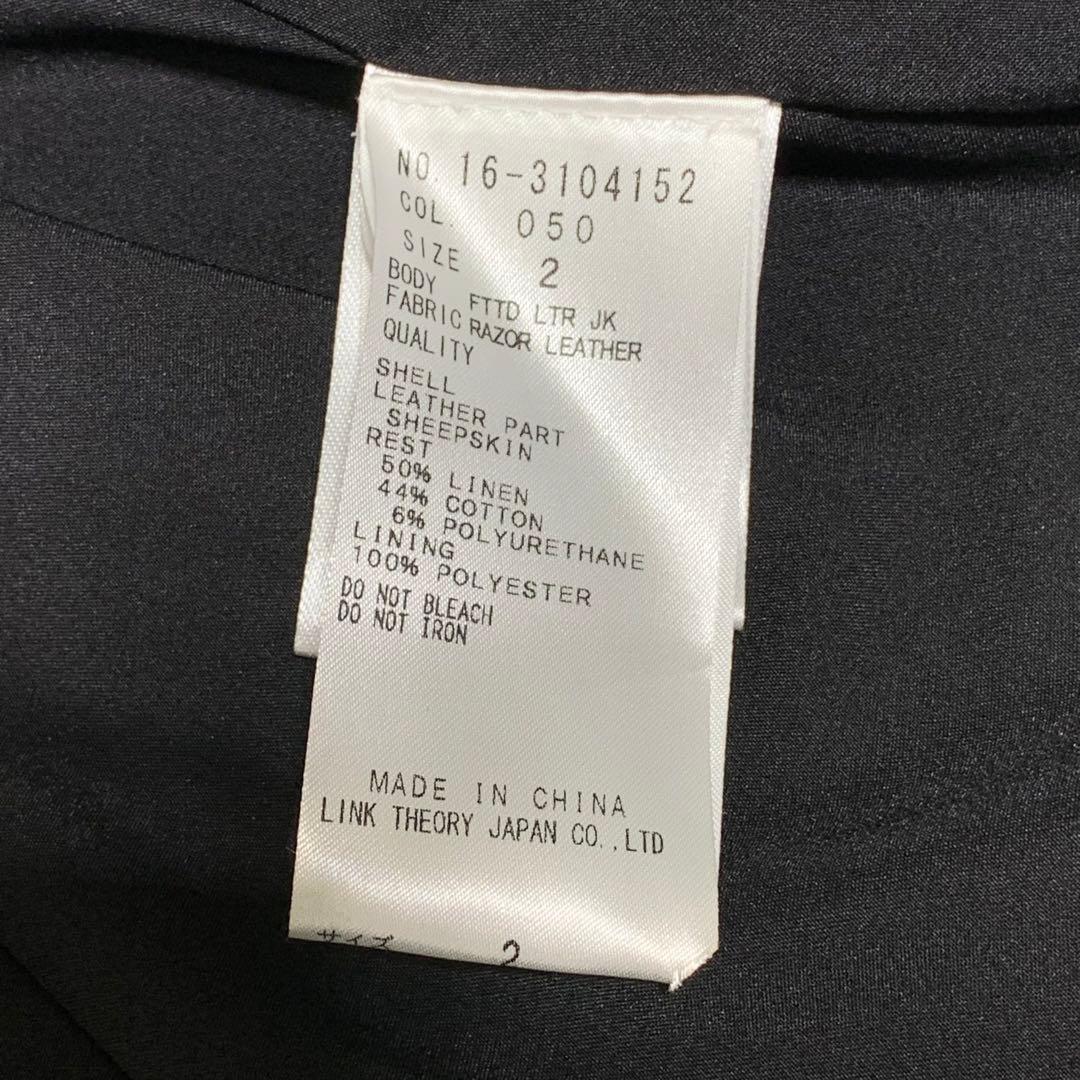 NO. 16-3104152
COL. 050
SIZE 2
BODY FTTD LTR JK
FABRIC RAZOR LEATHER
QUALITY
SHELL
LEATHER PART
SHEEPSKIN
REST
50% LINEN
44% COTTON
6% POLYURETHANE
LINING
100% POLYESTER
DO NOT BLEACH
DO NOT IRON
MADE IN CHINA
LINK THEORY JAPAN CO.,LTD
サイズ 2